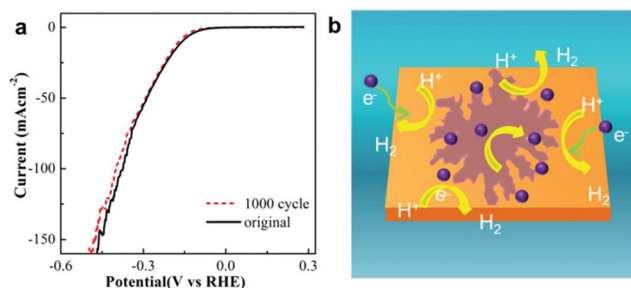 a
0
-50
-100
-150
Current (mAcm⁻²)
1000 cycle
original
-0.6
-0.3
0.0
0.3
Potential(V vs RHE)
b
H⁺
H₂
e⁻
H⁺
H⁺
H₂
e⁻
H₂
H⁺
e⁻
H₂